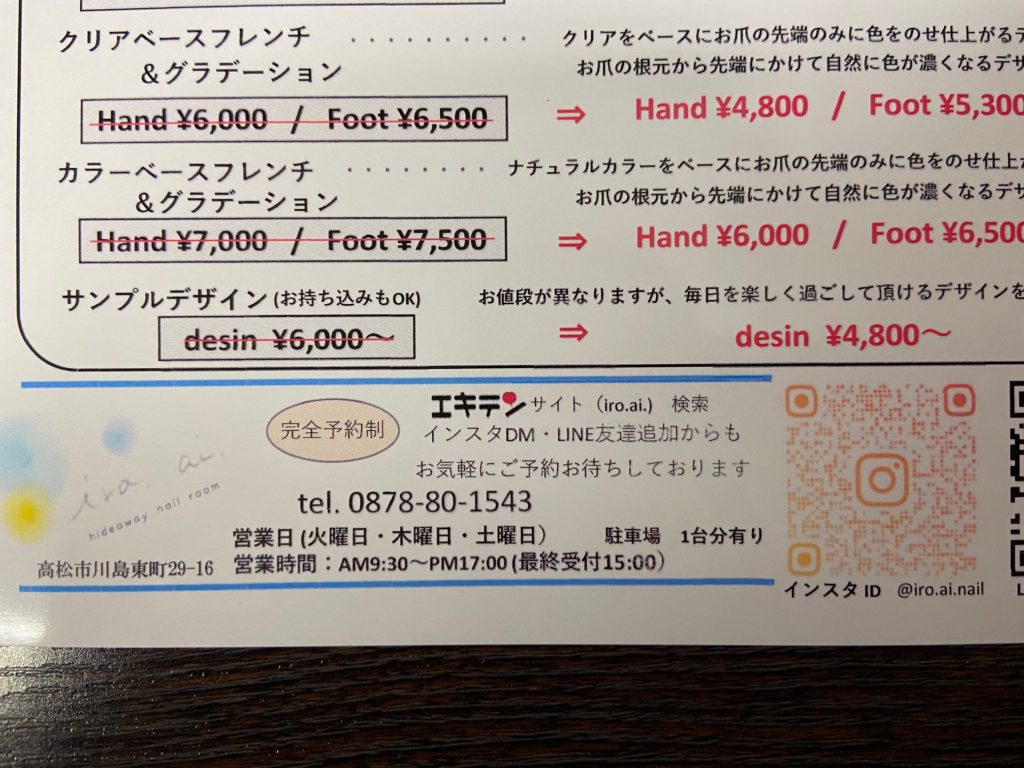 クリアベースフレンチ ・・・・・・・・・・ クリアをベースにお爪の先端のみに色をのせ仕上がる
＆グラデーション お爪の根元から先端にかけて自然に色が濃くなるデザ
Hand ¥6,000 / Foot ¥6,500 ⇒ Hand ¥4,800 / Foot ¥5,300
カラーベースフレンチ ・・・・・・・・ ナチュラルカラーをベースにお爪の先端のみに色をのせ仕上
＆グラデーション お爪の根元から先端にかけて自然に色が濃くなるデザ
Hand ¥7,000 / Foot ¥7,500 ⇒ Hand ¥6,000 / Foot ¥6,500
サンプルデザイン (お持ち込みもOK) お値段が異なりますが、毎日を楽しく過ごして頂けるデザインを
desin ¥6,000～ ⇒ desin ¥4,800～
完全予約制
エキテンサイト（iro.ai.) 検索
インスタDM・LINE友達追加からも
お気軽にご予約お待ちしております
tel. 0878-80-1543
営業日 (火曜日・木曜日・土曜日） 駐車場 1台分有り
営業時間：AM9:30～PM17:00 (最終受付15:00）
iro. ai.
hideaway nail room
高松市川島東町29-16
インスタ ID @iro.ai.nail